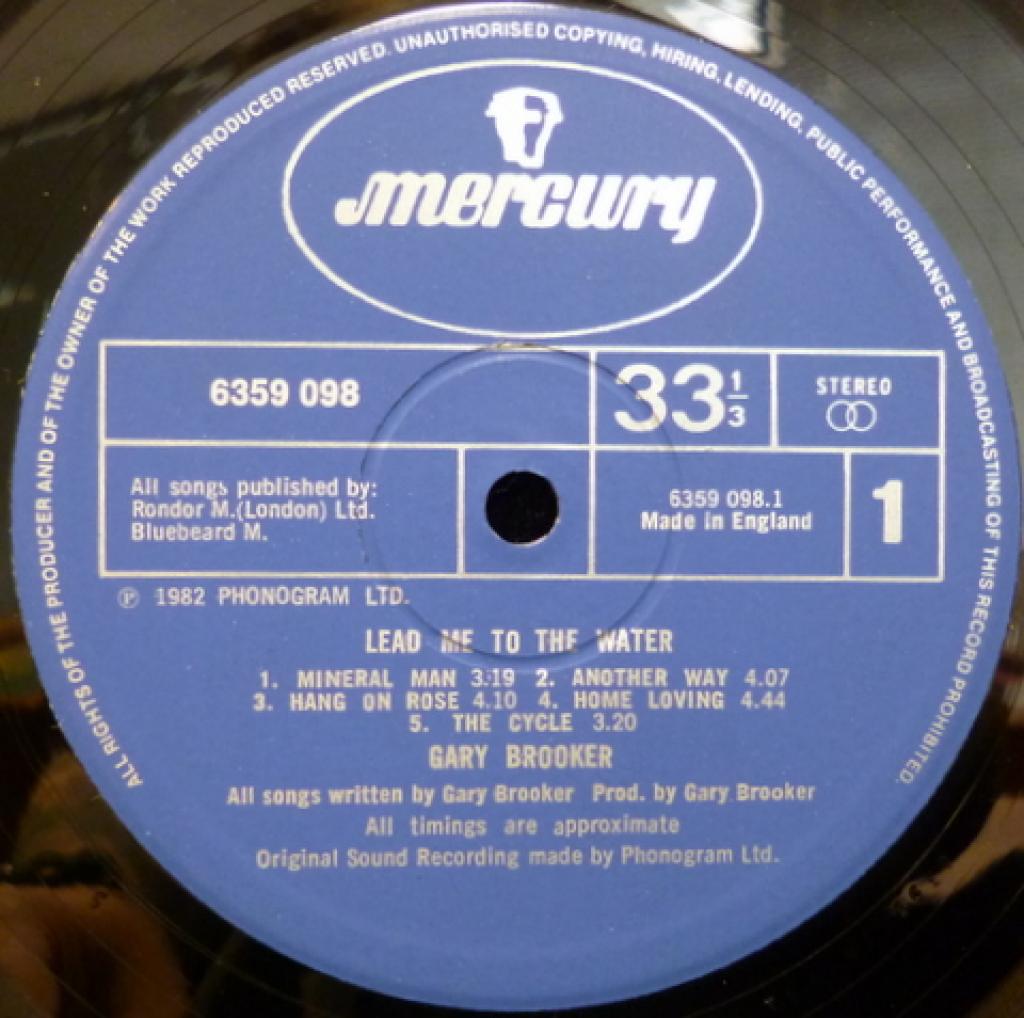 ALL RIGHTS OF THE PRODUCER AND OF THE OWNER OF THE WORK REPRODUCED RESERVED. UNAUTHORISED COPYING, HIRING, LENDING, PUBLIC PERFORMANCE AND BROADCASTING OF THIS RECORD PROHIBITED.
mercury
6359 098
33 1/3
STEREO
All songs published by:
Rondor M.(London) Ltd.
Bluebeard M.
6359 098.1
Made in England
1
℗ 1982 PHONOGRAM LTD.
LEAD ME TO THE WATER
1. MINERAL MAN 3.19 2. ANOTHER WAY 4.07
3. HANG ON ROSE 4.10 4. HOME LOVING 4.44
5. THE CYCLE 3.20
GARY BROOKER
All songs written by Gary Brooker Prod. by Gary Brooker
All timings are approximate
Original Sound Recording made by Phonogram Ltd.